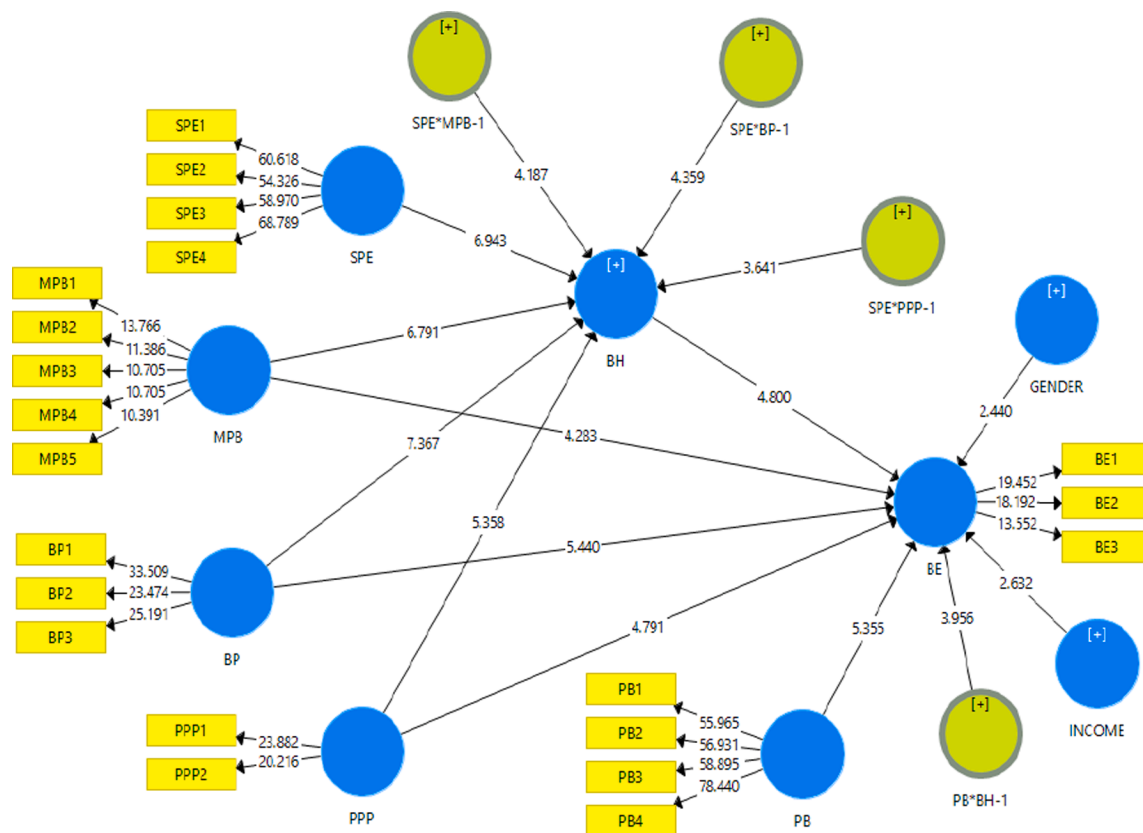 [+]
[+]
SPE*MPB-1
SPE*BP-1
SPE1
SPE2
SPE3
SPE4
60.618
54.326
58.970
68.789
SPE
4.187
4.359
6.943
[+]
SPE*PPP-1
3.641
[+]
BH
[+]
GENDER
MPB1
MPB2
MPB3
MPB4
MPB5
13.766
11.386
10.705
10.705
10.391
MPB
6.791
4.800
2.440
7.367
4.283
5.358
BE1
BE2
BE3
19.452
18.192
13.552
BE
BP1
BP2
BP3
33.509
23.474
25.191
BP
5.440
2.632
4.791
5.355
3.956
[+]
INCOME
PPP1
PPP2
23.882
20.216
PPP
PB1
PB2
PB3
PB4
55.965
56.931
58.895
78.440
PB
[+]
PB*BH-1